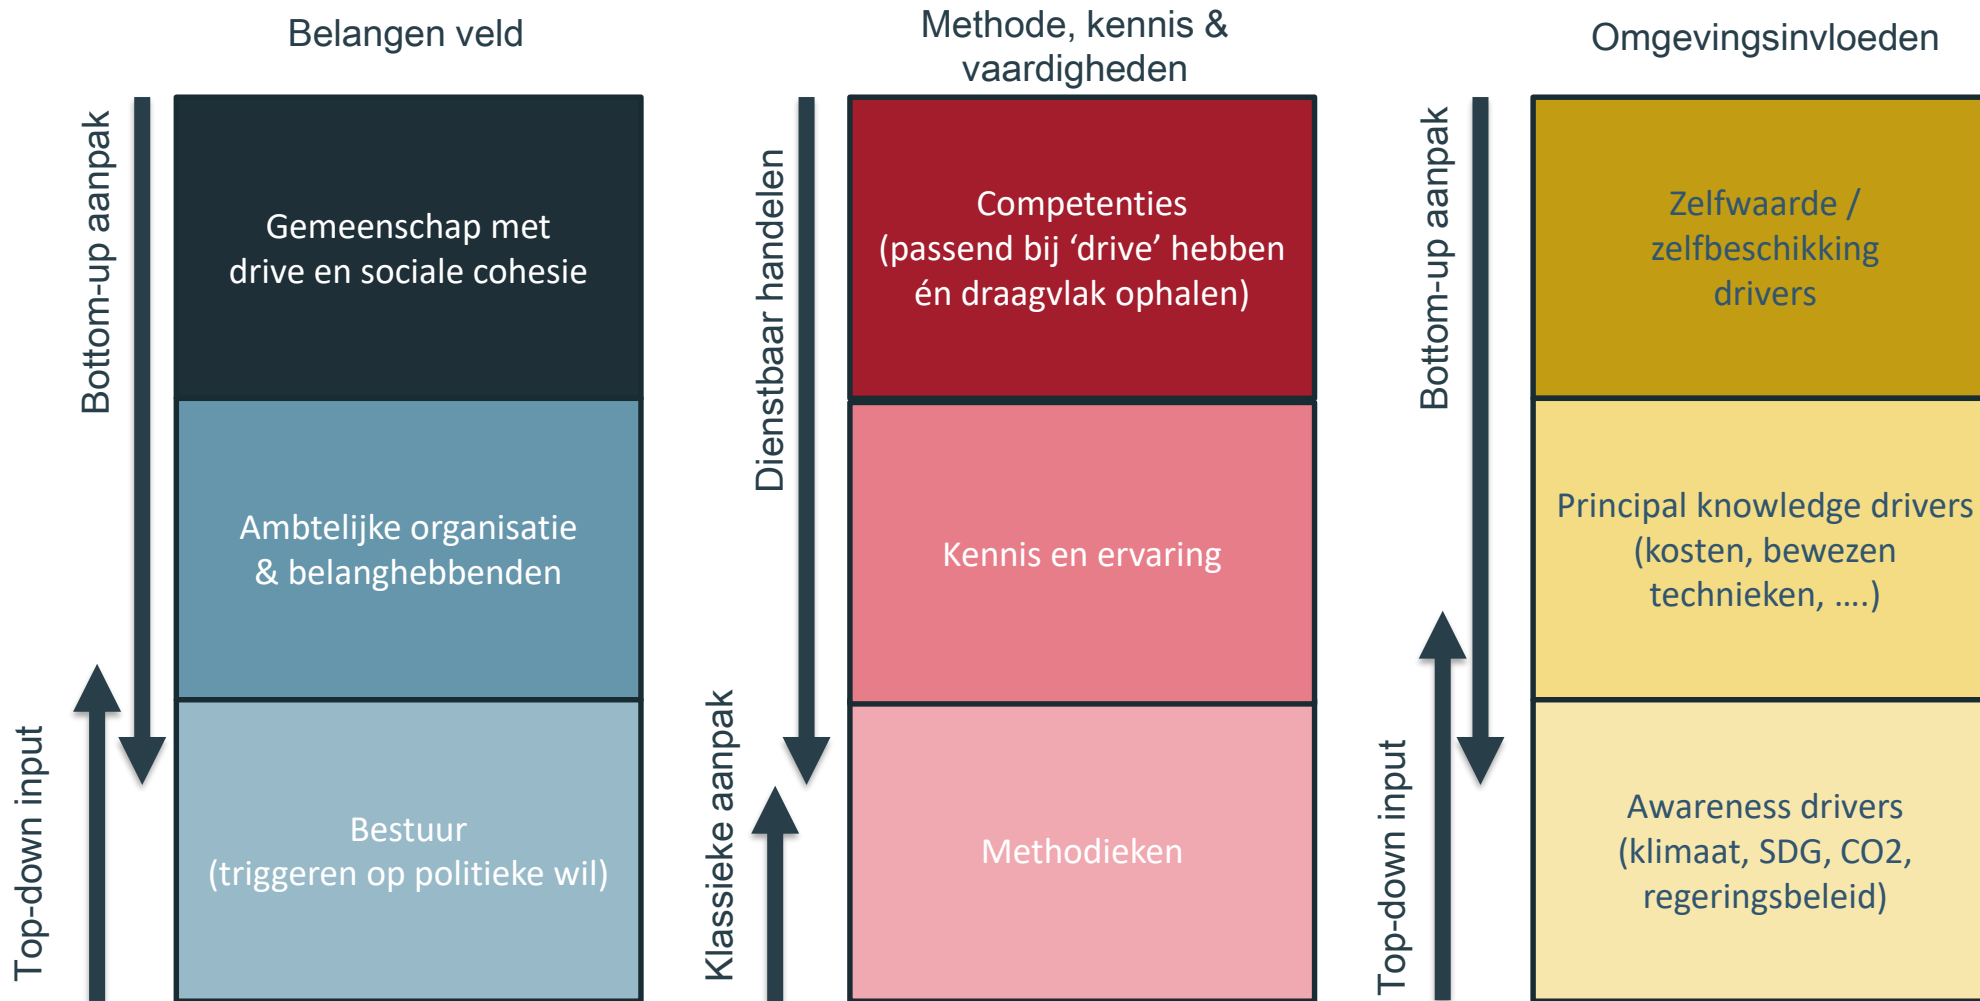 Belangen veld
Bottom-up aanpak
Top-down input
Gemeenschap met
drive en sociale cohesie
Ambtelijke organisatie
& belanghebbenden
Bestuur
(triggeren op politieke wil)
Methode, kennis &
vaardigheden
Dienstbaar handelen
Klassieke aanpak
Competenties
(passend bij ‘drive’ hebben
én draagvlak ophalen)
Kennis en ervaring
Methodieken
Omgevingsinvloeden
Bottom-up aanpak
Top-down input
Zelfwaarde /
zelfbeschikking
drivers
Principal knowledge drivers
(kosten, bewezen
technieken, ....)
Awareness drivers
(klimaat, SDG, CO2,
regeringsbeleid)